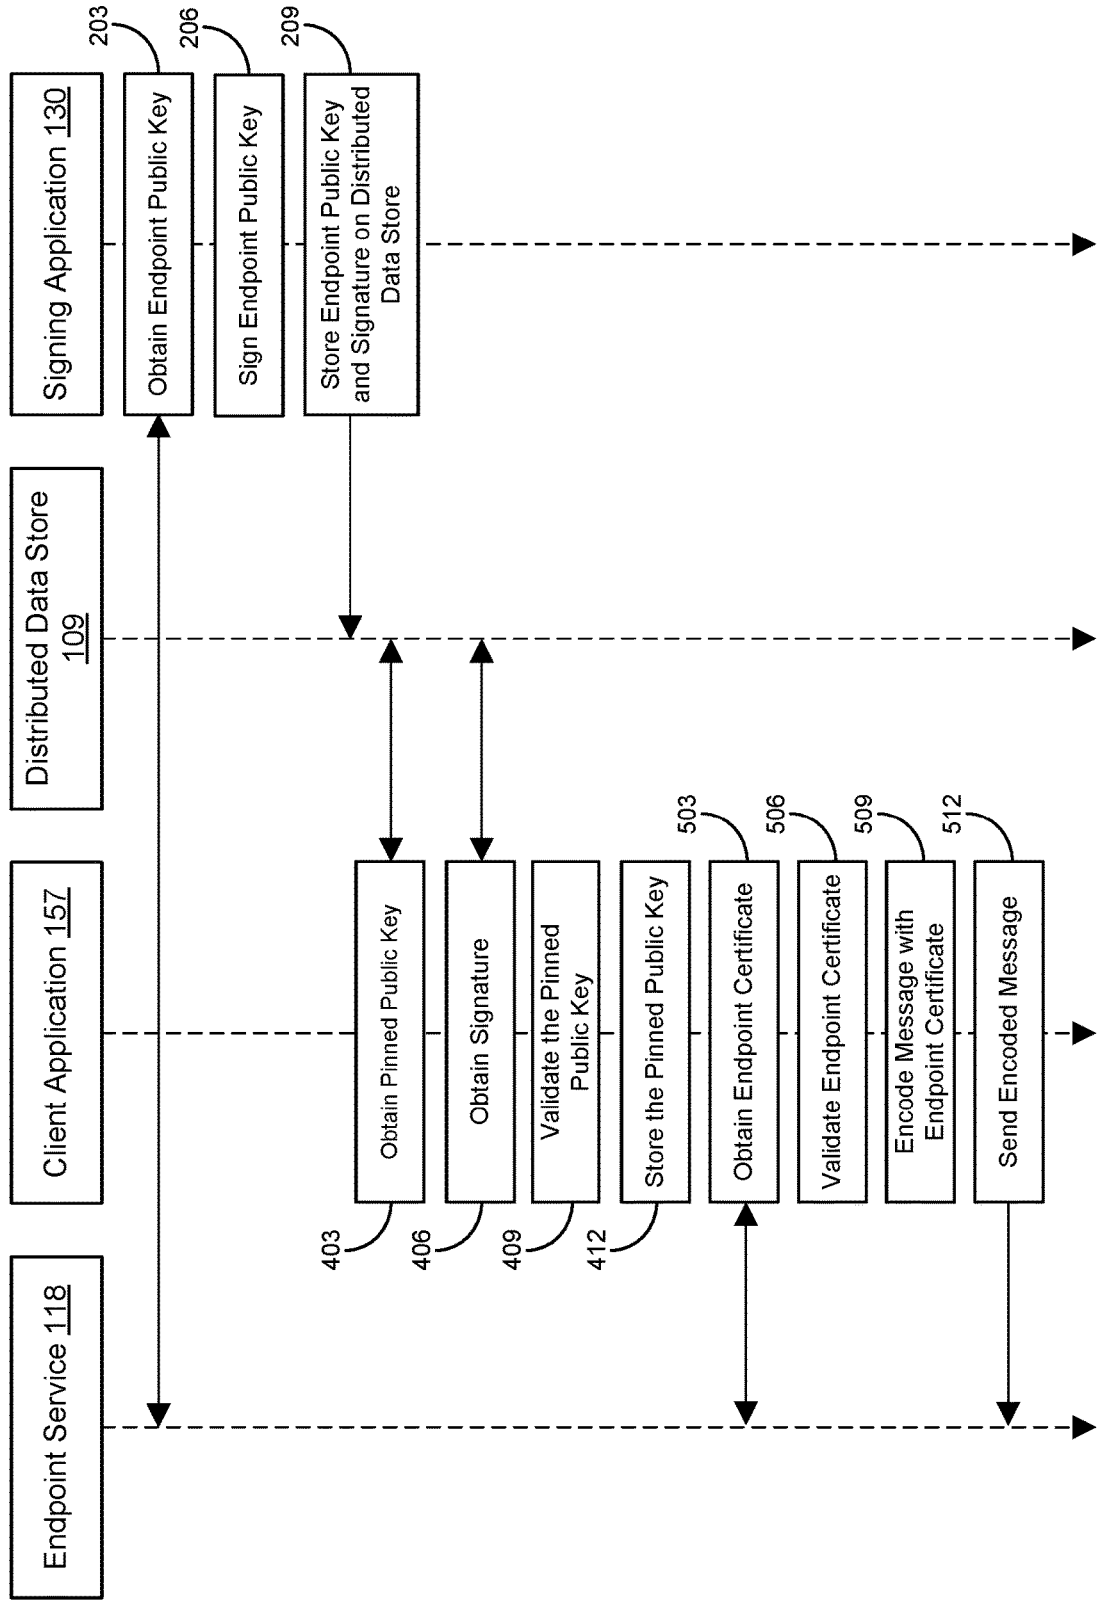 Endpoint Service 118
Client Application 157
Distributed Data Store
109
Signing Application 130
203
Obtain Endpoint Public Key
206
Sign Endpoint Public Key
209
Store Endpoint Public Key
and Signature on Distributed
Data Store
403
Obtain Pinned Public Key
406
Obtain Signature
409
Validate the Pinned
Public Key
412
Store the Pinned Public Key
503
Obtain Endpoint Certificate
506
Validate Endpoint Certificate
509
Encode Message with
Endpoint Certificate
512
Send Encoded Message